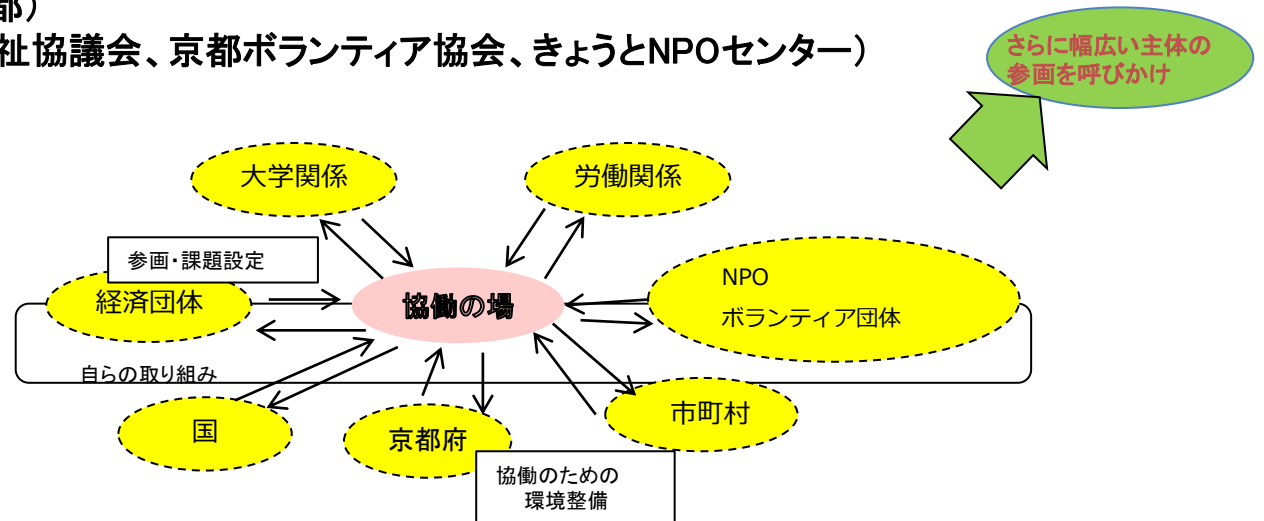 都）
祉協議会、京都ボランティア協会、きょうとNPOセンター）
さらに幅広い主体の
参画を呼びかけ
大学関係
労働関係
参画・課題設定
経済団体
協働の場
NPO
ボランティア団体
自らの取り組み
国
京都府
市町村
協働のための
環境整備